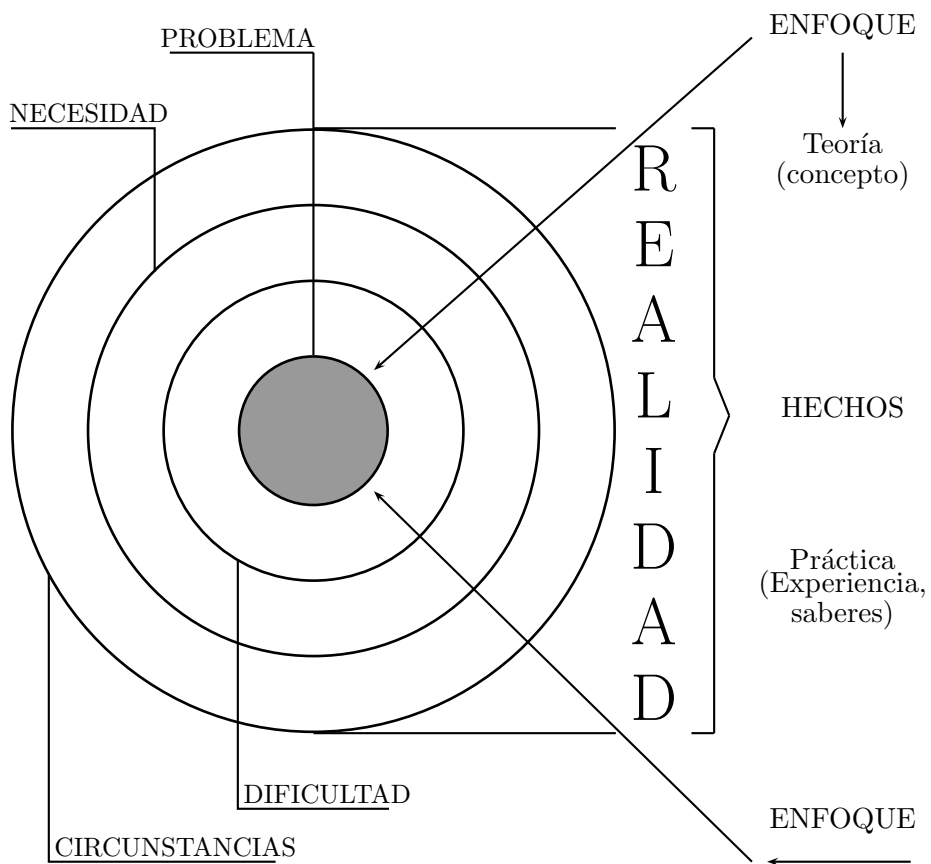 ENFOQUE
PROBLEMA
NECESIDAD
Teoría
(concepto)
R
E
A
L
I
D
A
D
HECHOS
Práctica
(Experiencia,
saberes)
DIFICULTAD
ENFOQUE
CIRCUNSTANCIAS